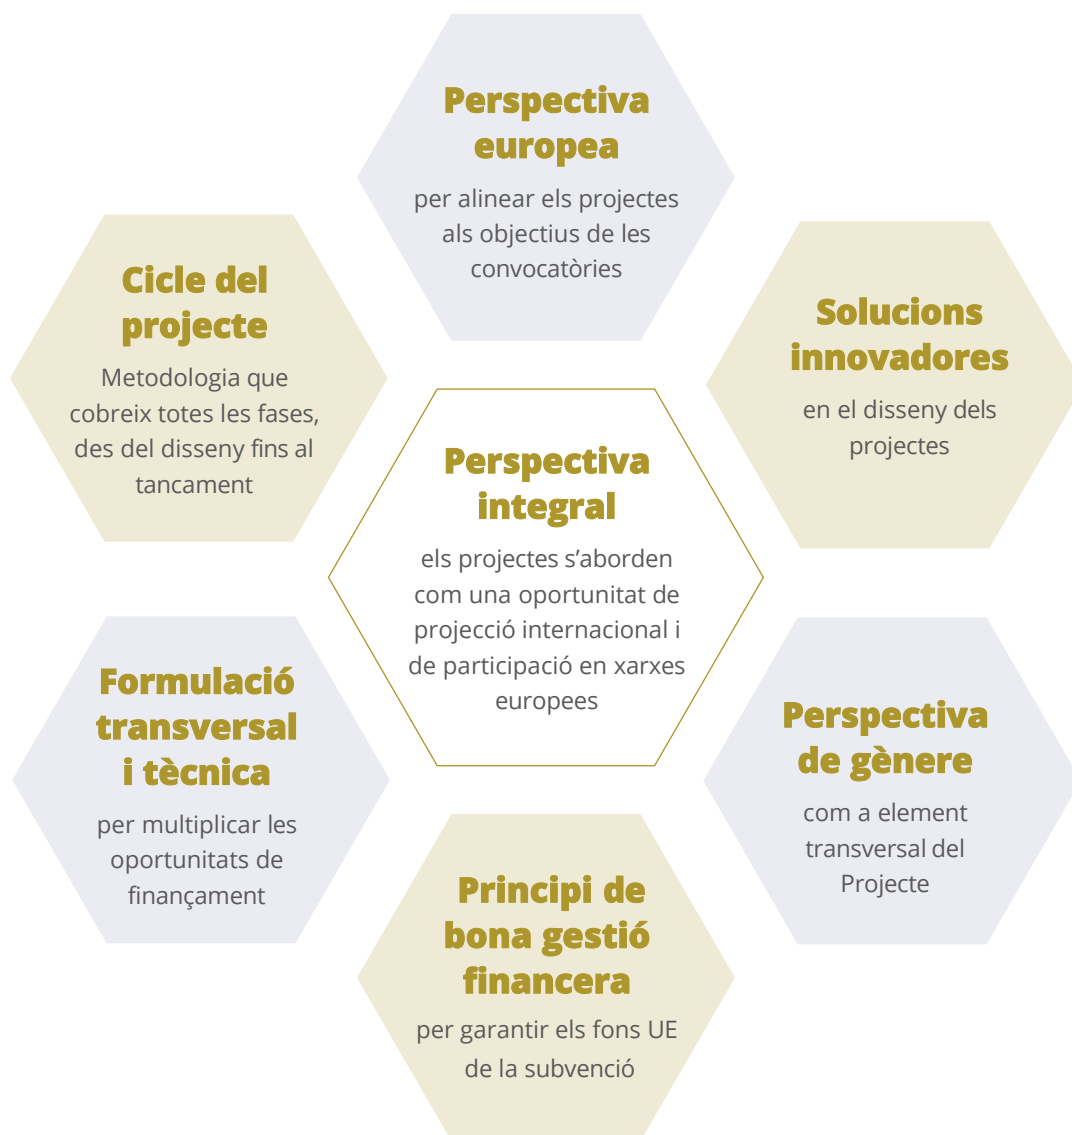 Perspectiva
europea
per alinear els projectes
als objectius de les
convocatòries
Cicle del
projecte
Metodologia que
cobreix totes les fases,
des del disseny fins al
tancament
Solucions
innovadores
en el disseny dels
projectes
Perspectiva
integral
els projectes s’aborden
com una oportunitat de
projecció internacional i
de participació en xarxes
europees
Formulació
transversal
i tècnica
per multiplicar les
oportunitats de
finançament
Perspectiva
de gènere
com a element
transversal del
Projecte
Principi de
bona gestió
financera
per garantir els fons UE
de la subvenció